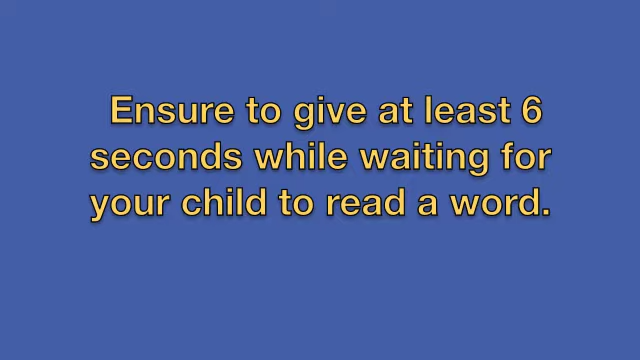 Ensure to give at least 6
seconds while waiting for
your child to read a word.